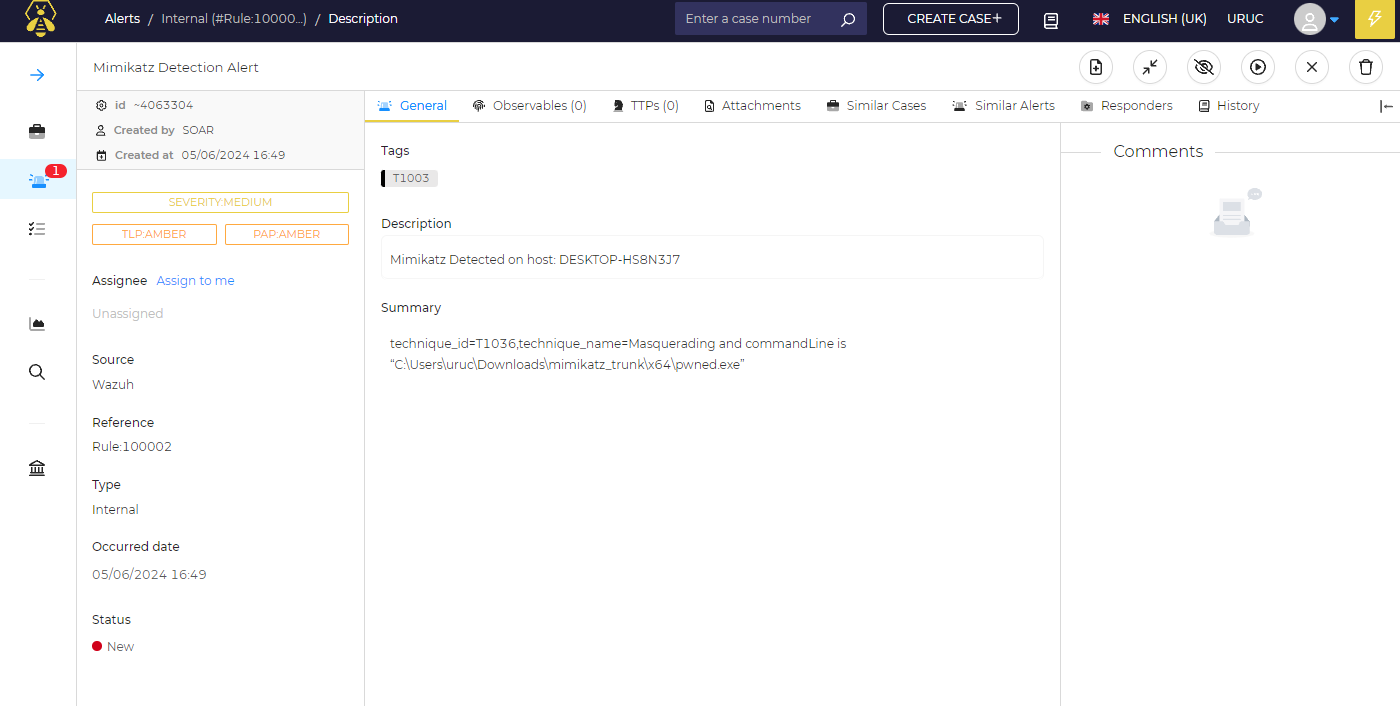 Alerts / Internal (#Rule:10000...) / Description
Enter a case number
CREATE CASE+
ENGLISH (UK)
URUC
Mimikatz Detection Alert
1
id ~4063304
Created by SOAR
Created at 05/06/2024 16:49
SEVERITY:MEDIUM
TLP:AMBER
PAP:AMBER
Assignee Assign to me
Unassigned
Source
Wazuh
Reference
Rule:100002
Type
Internal
Occurred date
05/06/2024 16:49
Status
New
General
Observables (0)
TTPs (0)
Attachments
Similar Cases
Similar Alerts
Responders
History
Tags
T1003
Description
Mimikatz Detected on host: DESKTOP-HS8N3J7
Summary
technique_id=T1036,technique_name=Masquerading and commandLine is
“C:\Users\uruc\Downloads\mimikatz_trunk\x64\pwned.exe”
Comments